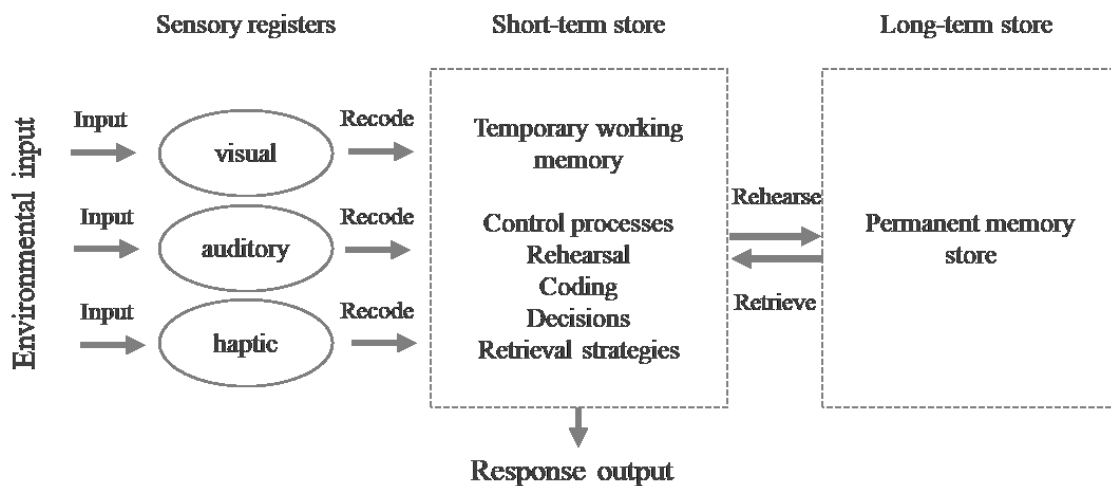 Sensory registers
Short-term store
Long-term store
Environmental input
Input
visual
Recode
Input
auditory
Recode
Input
haptic
Recode
Temporary working
memory
Control processes
Rehearsal
Coding
Decisions
Retrieval strategies
Rehearse
Retrieve
Permanent memory
store
Response output